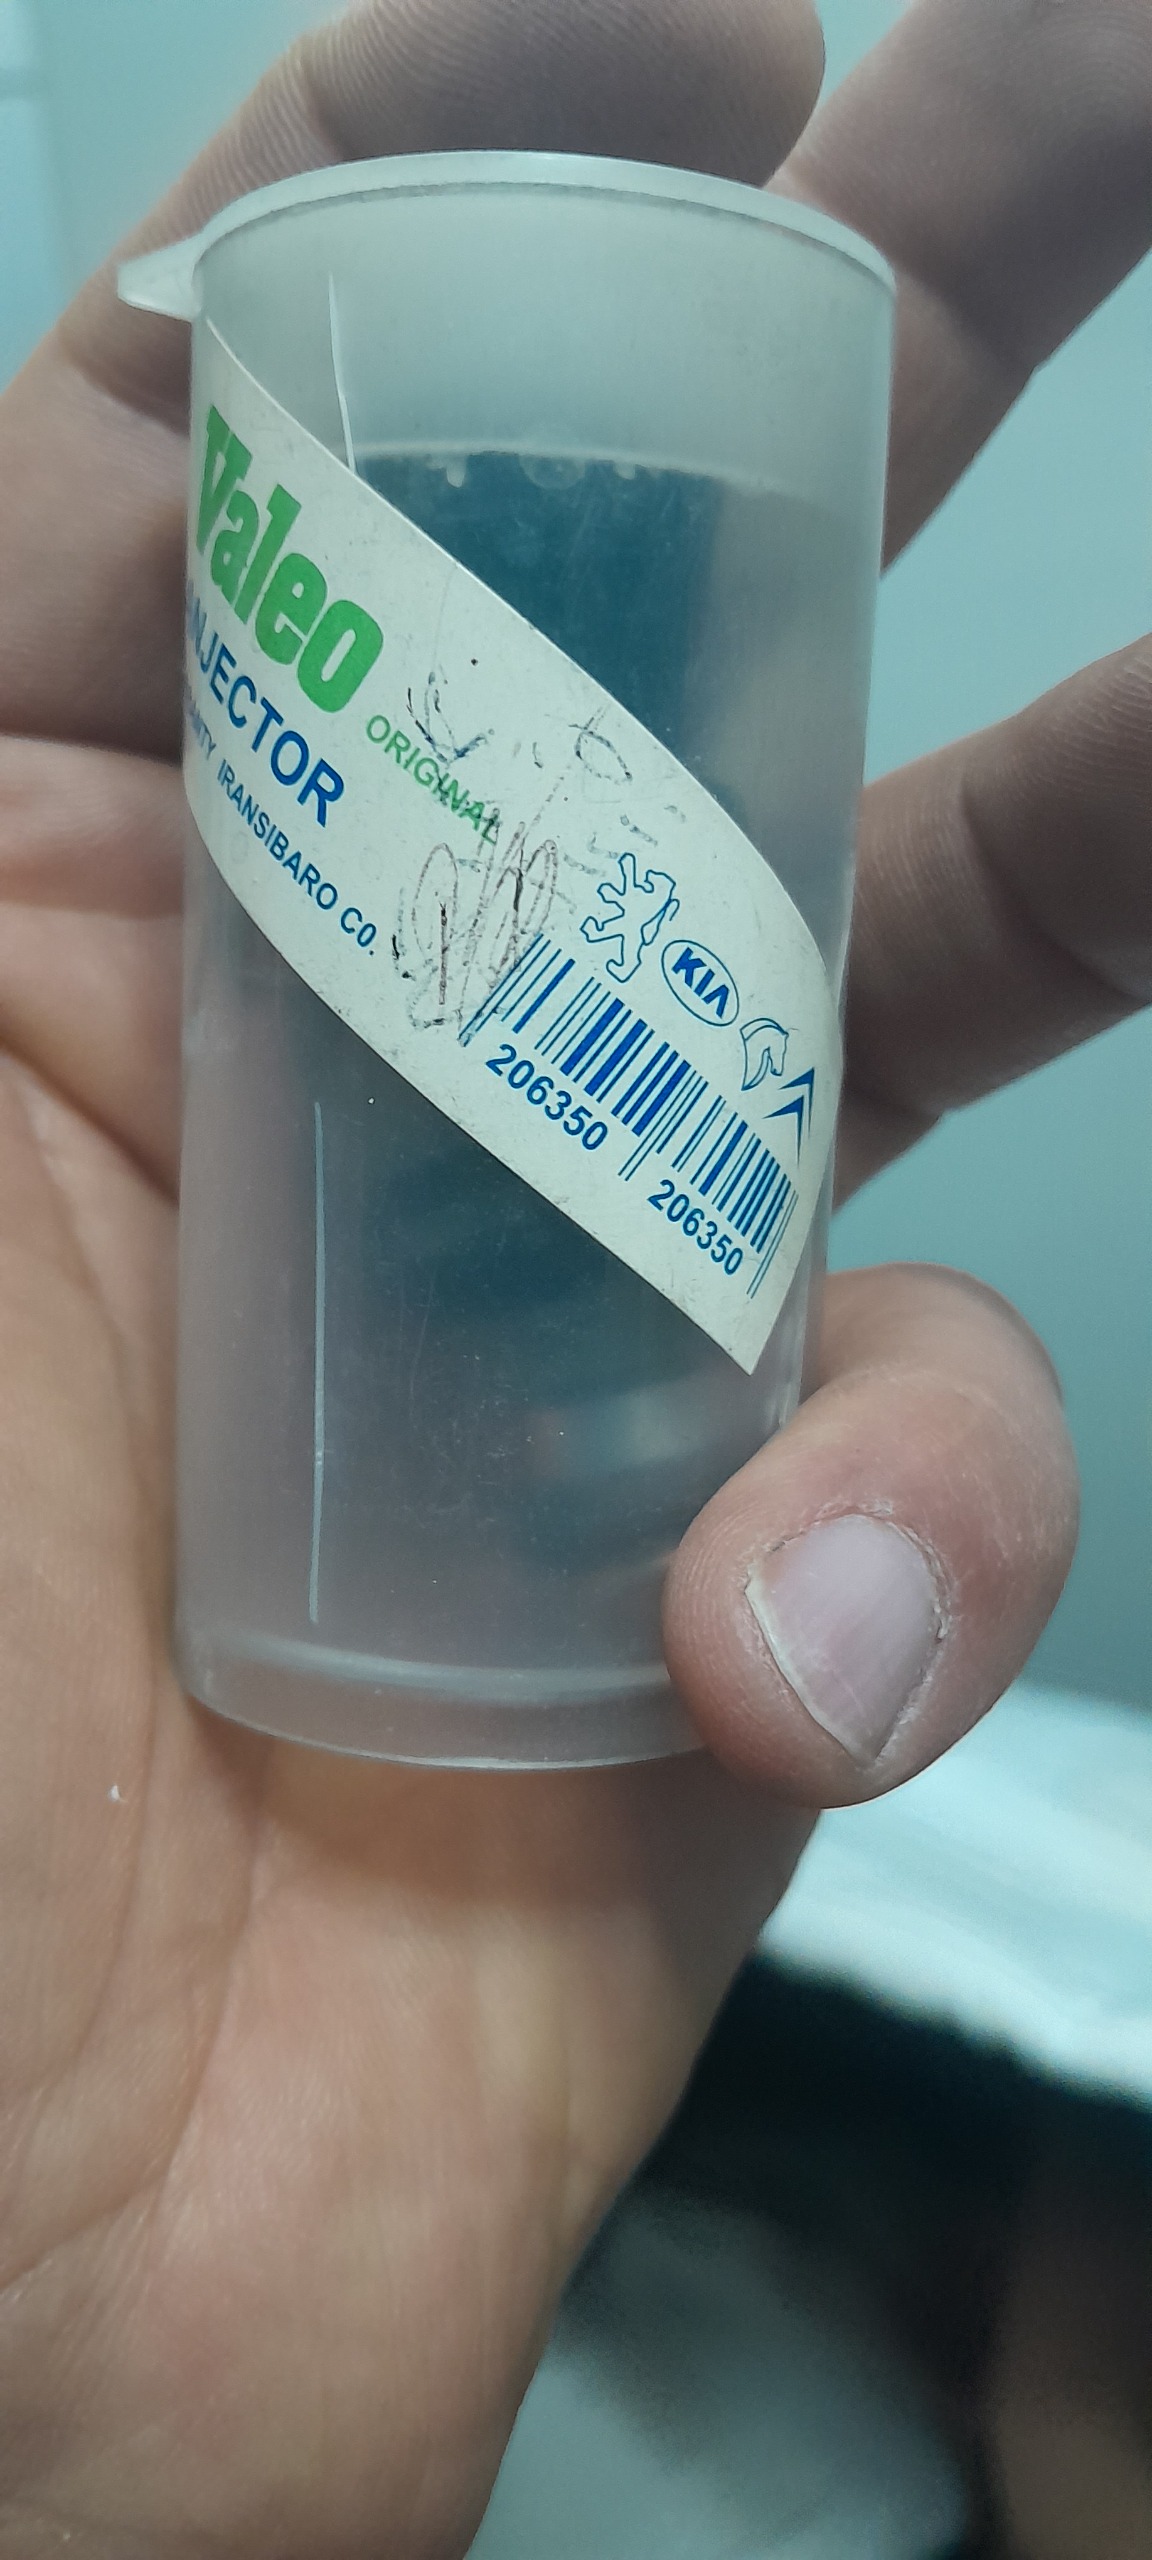 Valeo
INJECTOR
ORIGINAL
IRANSIBARO CO.
KIA
206350
206350